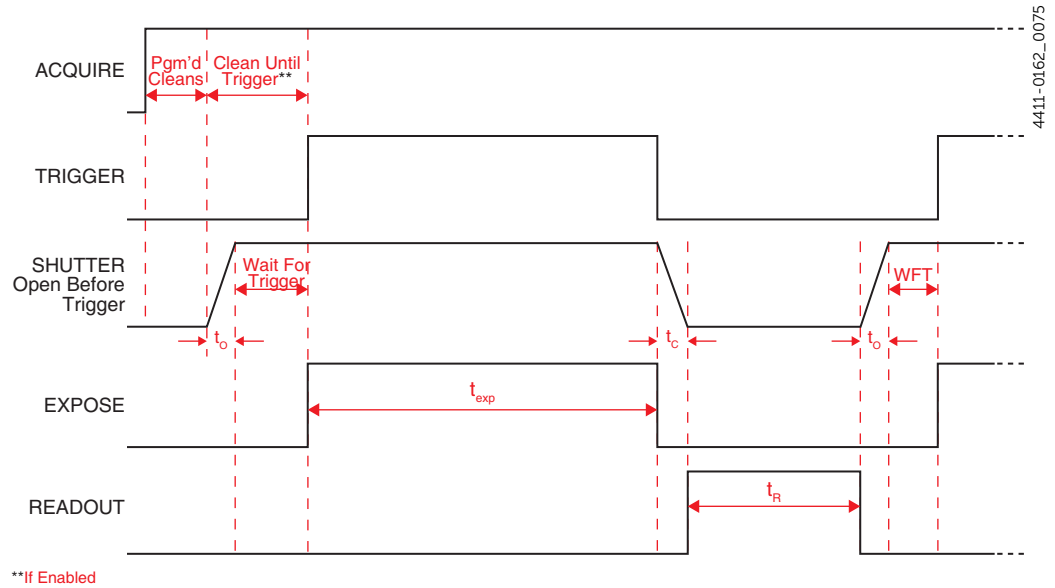 4411-0162_0075
ACQUIRE
Pgm'd
Cleans
Clean Until
Trigger**
TRIGGER
SHUTTER
Open Before
Trigger
Wait For
Trigger
WFT
to
tc
to
EXPOSE
texp
READOUT
tR
**If Enabled